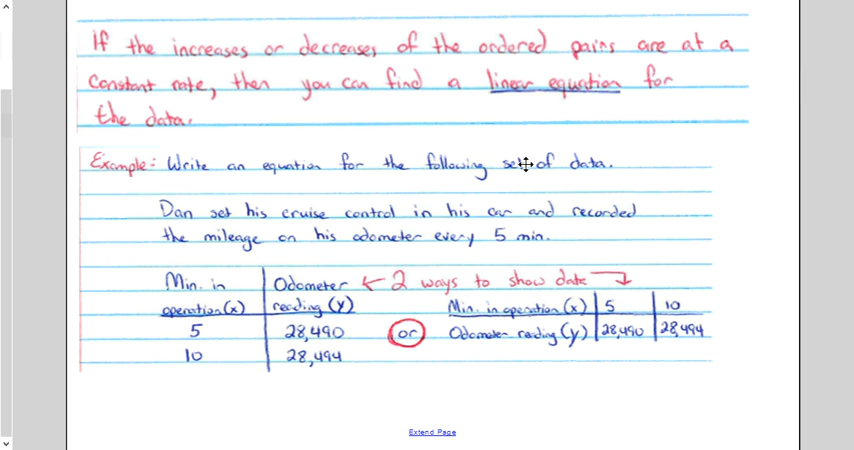 If the increases or decreases of the ordered pairs are at a
constant rate, then you can find a linear equation for
the data.
Example: Write an equation for the following set of data.
Dan set his cruise control in his car and recorded
the mileage on his odometer every 5 min.
Min. in | Odometer ← 2 ways to show data
operation (x) | reading (y) Min. in operation (x) | 5 | 10
5 | 28,490 or Odometer reading (y) | 28,490 | 28,494
10 | 28,494
Extend Page